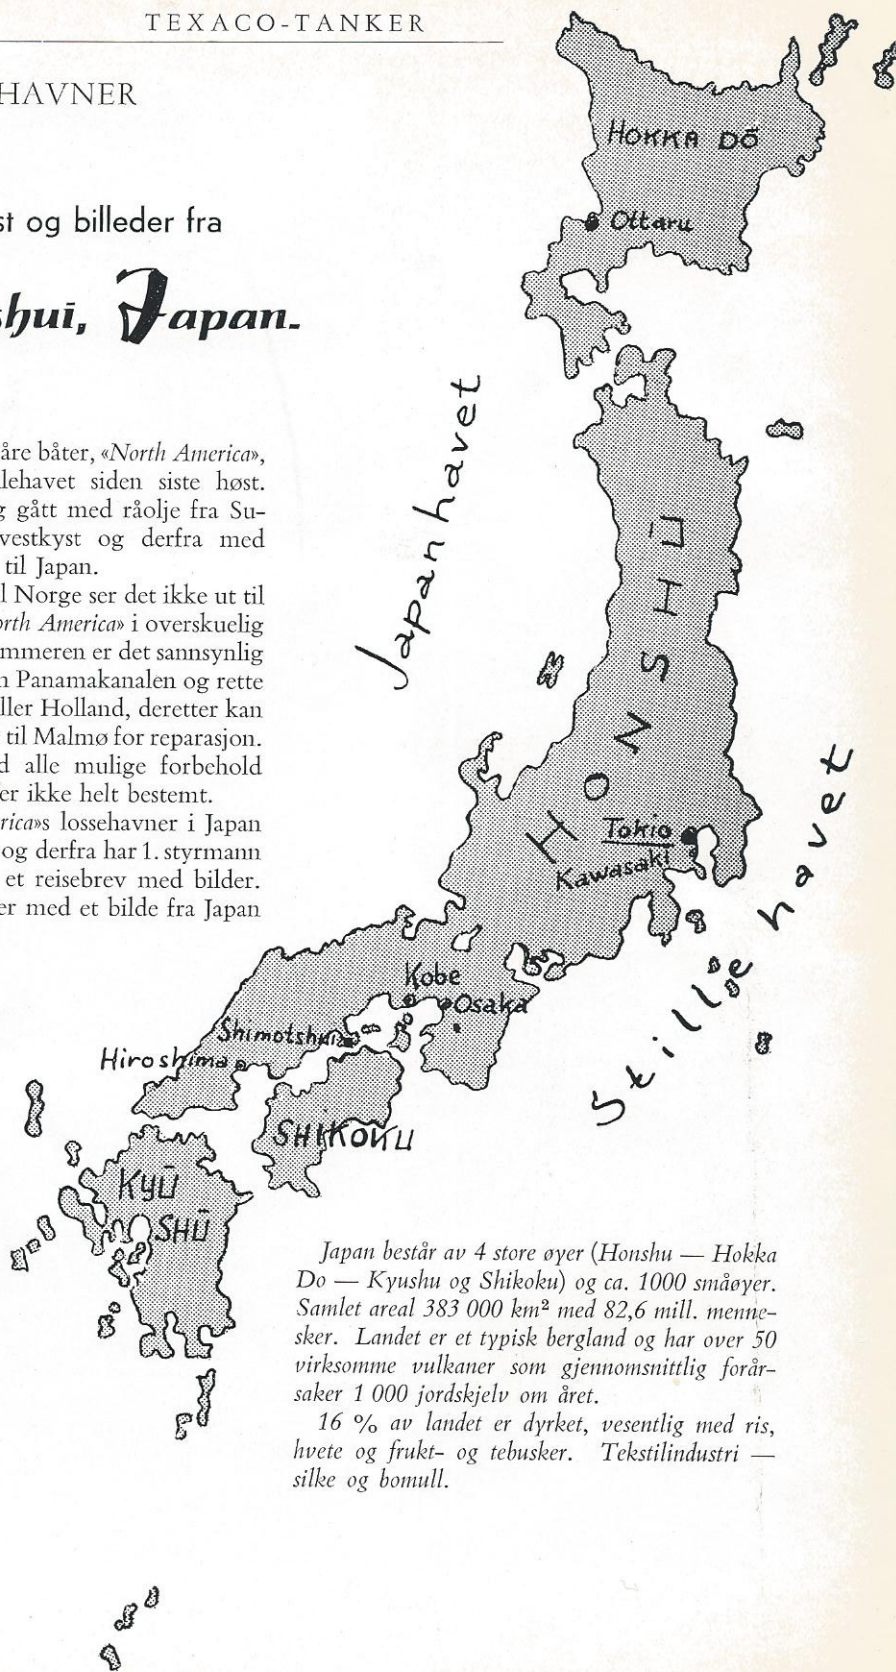 TEXACO-TANKER
HAVNER
st og billeder fra
shui, Japan.
åre båter, «North America»,
lehavet siden siste høst.
g gått med råolje fra Su-
vestkyst og derfra med
til Japan.
l Norge ser det ikke ut til
orth America» i overskuelig
mmeren er det sannsynlig
n Panamakanalen og rette
ller Holland, deretter kan
til Malmø for reparasjon.
d alle mulige forbehold
er ikke helt bestemt.
rica»s lossehavner i Japan
og derfra har 1. styrmann
et reisebrev med bilder.
er med et bilde fra Japan
HOKKA DŌ
Ottaru
Japanhavet
HONSHŪ
Tokio
Kawasaki
Stillehavet
Kobe
Osaka
Shimotshui
Hiroshima
SHIKOKU
KYŪ
SHŪ
Japan består av 4 store øyer (Honshu — Hokka
Do — Kyushu og Shikoku) og ca. 1000 småøyer.
Samlet areal 383 000 km² med 82,6 mill. menne-
sker. Landet er et typisk bergland og har over 50
virksomme vulkaner som gjennomsnittlig forår-
saker 1 000 jordskjelv om året.
16 % av landet er dyrket, vesentlig med ris,
hvete og frukt- og tebusker. Tekstilindustri —
silke og bomull.